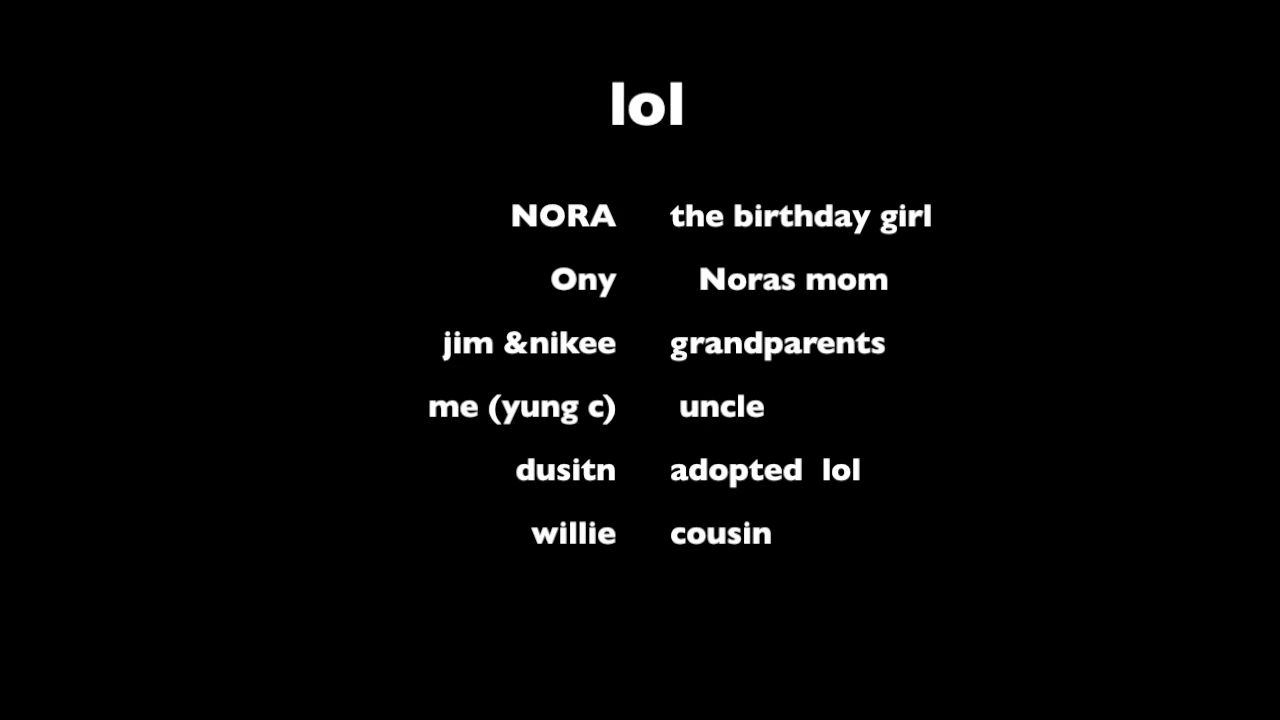 lol
NORA the birthday girl
Ony Noras mom
jim &nikee grandparents
me (yung c) uncle
dusitn adopted lol
willie cousin